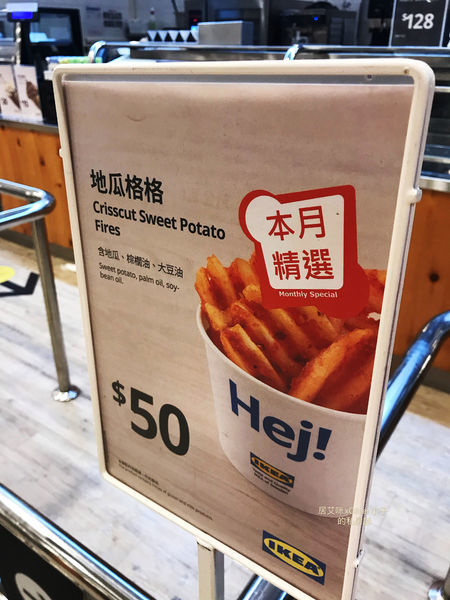 $128
地瓜格格
Crisscut Sweet Potato
Fires
含地瓜、棕櫚油、大豆油
Sweet potato, palm oil, soy-
bean oil.
本月
精選
Monthly Special
$50
Hej!
IKEA
IKEA